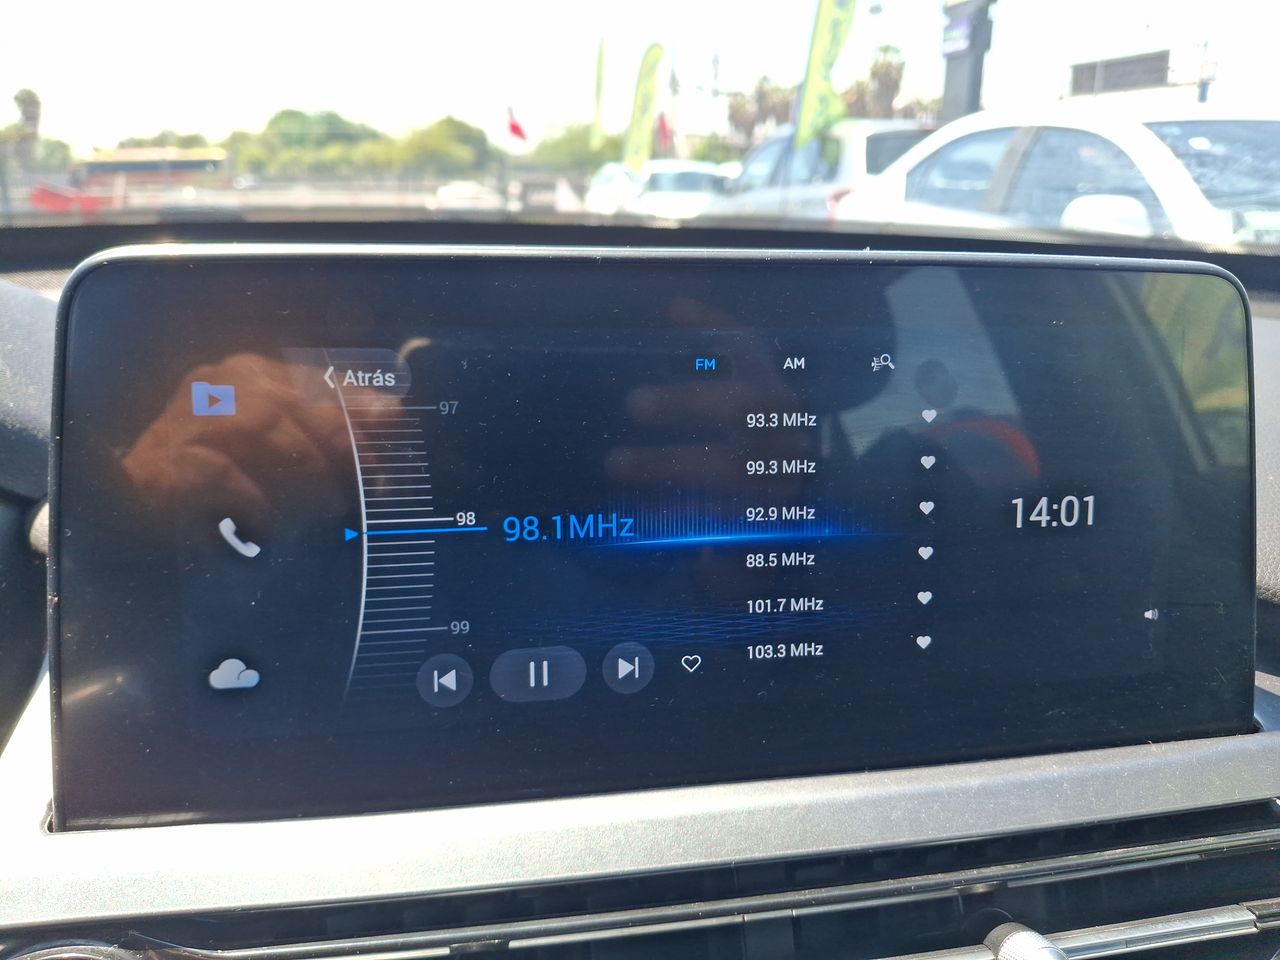 Atrás
FM AM
97
93.3 MHz
99.3 MHz
98
98.1MHz
92.9 MHz
14:01
88.5 MHz
101.7 MHz
99
103.3 MHz